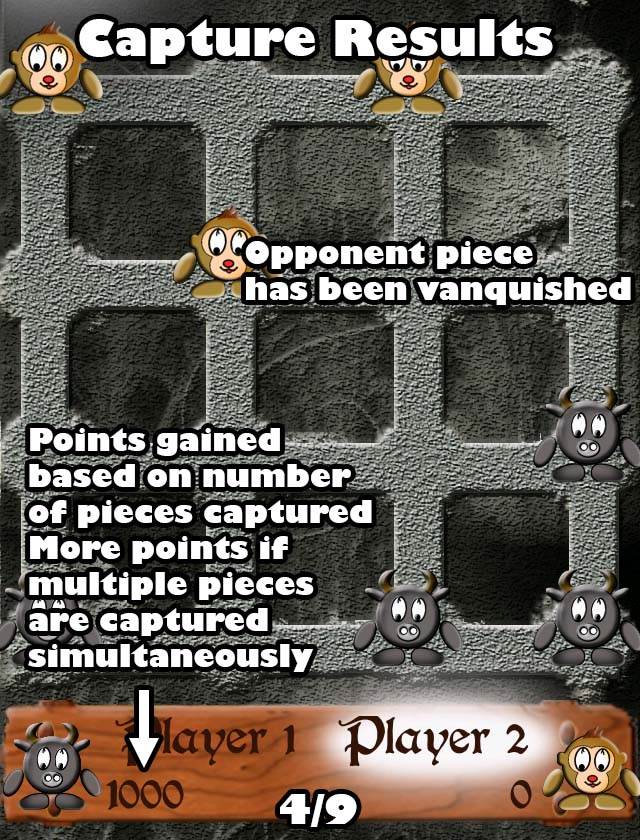 Capture Results
Opponent piece
has been vanquished
Points gained
based on number
of pieces captured
More points if
multiple pieces
are captured
simultaneously
Player 1 Player 2
1000 0
4/9